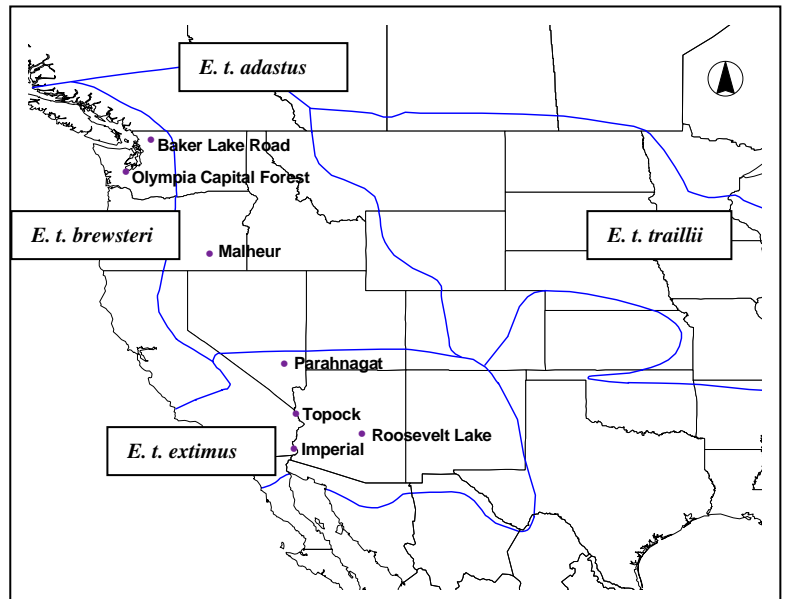 E. t. adastus
Baker Lake Road
Olympia Capital Forest
E. t. brewsteri
E. t. traillii
Malheur
Parahnagat
Topock
Roosevelt Lake
E. t. extimus
Imperial